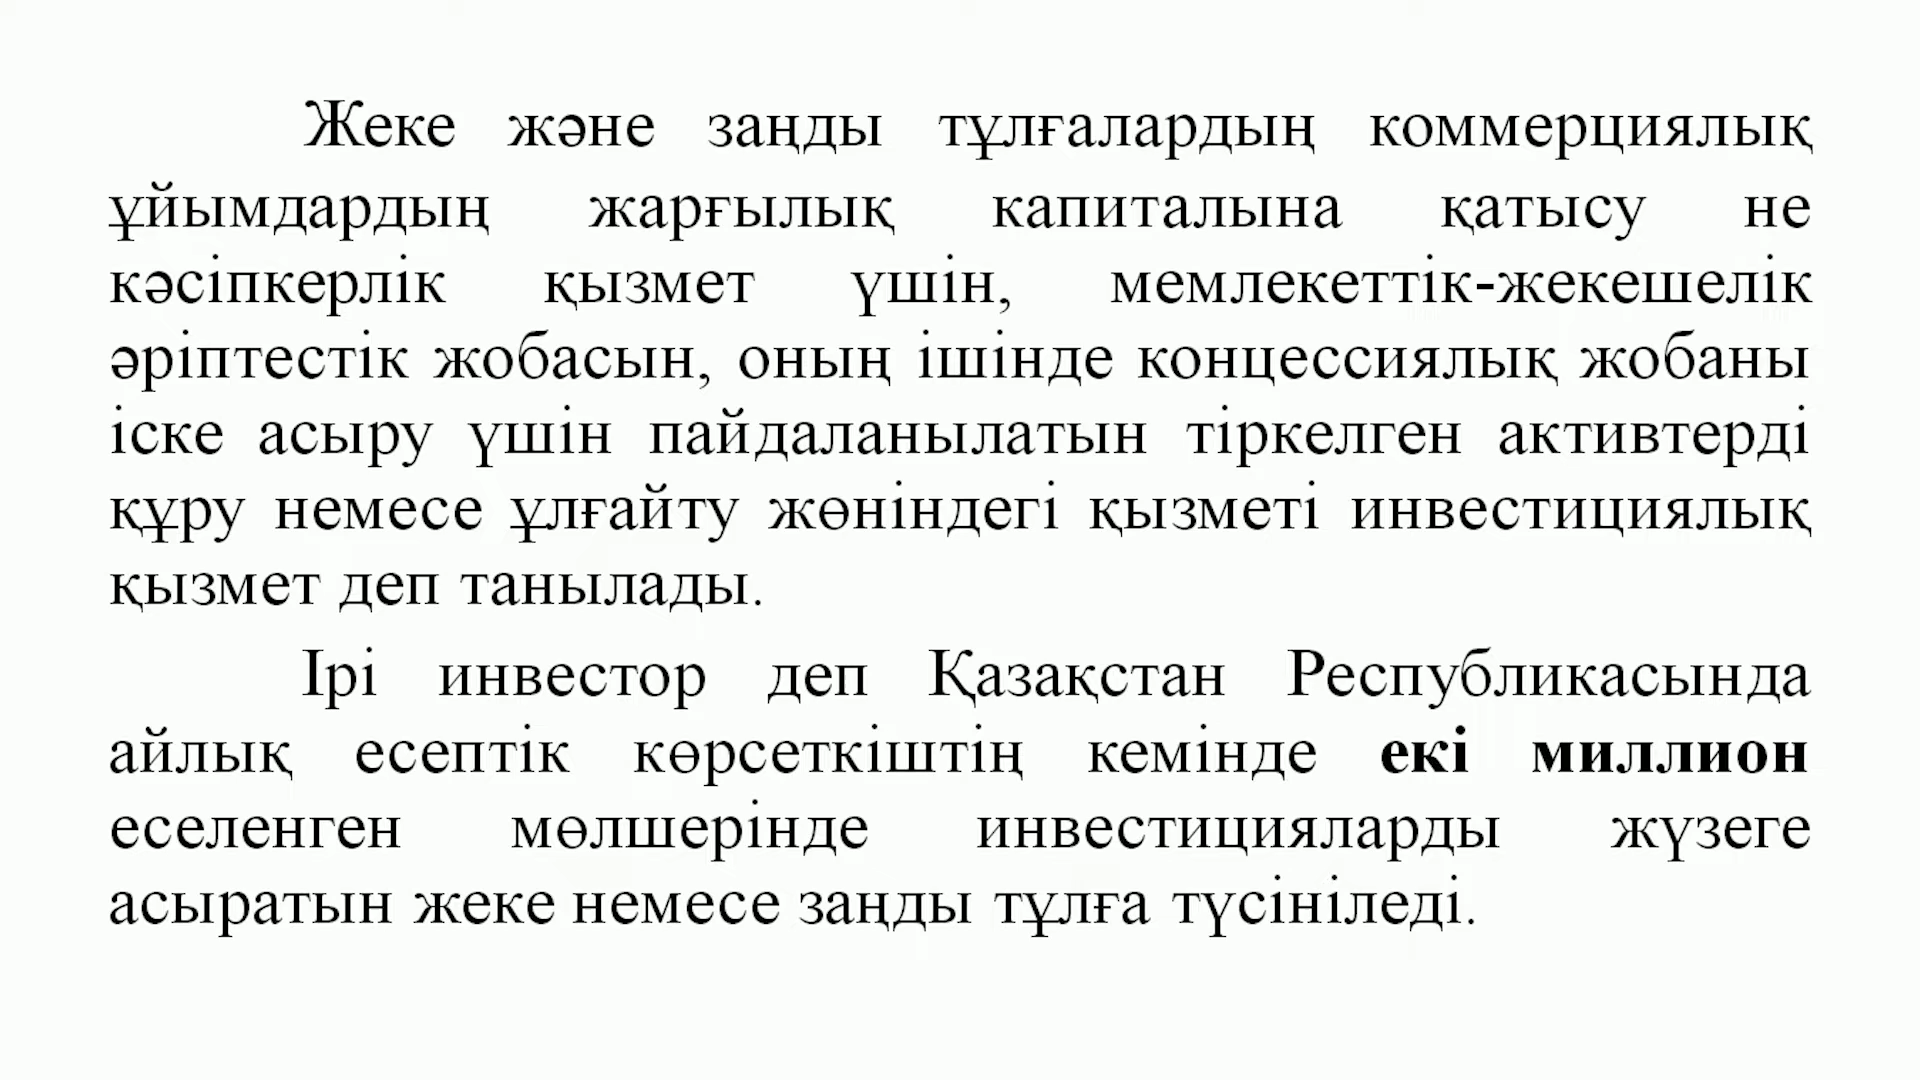 Жеке және заңды тұлғалардың коммерциялық
ұйымдардың жарғылық капиталына қатысу не
кәсіпкерлік қызмет үшін, мемлекеттік-жекешелік
әріптестік жобасын, оның ішінде концессиялық жобаны
іске асыру үшін пайдаланылатын тіркелген активтерді
құру немесе ұлғайту жөніндегі қызметі инвестициялық
қызмет деп танылады.
Ірі инвестор деп Қазақстан Республикасында
айлық есептік көрсеткіштің кемінде екі миллион
еселенген мөлшерінде инвестицияларды жүзеге
асыратын жеке немесе заңды тұлға түсініледі.